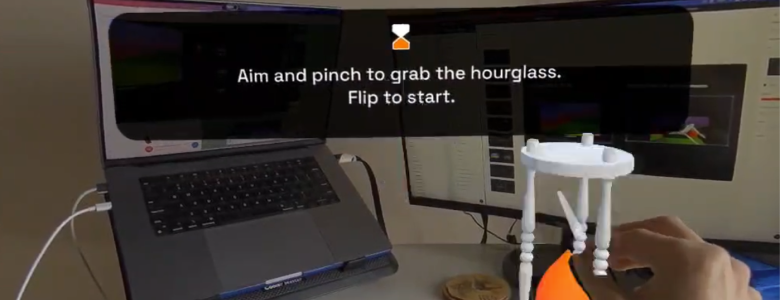 Aim and pinch to grab the hourglass.
Flip to start.